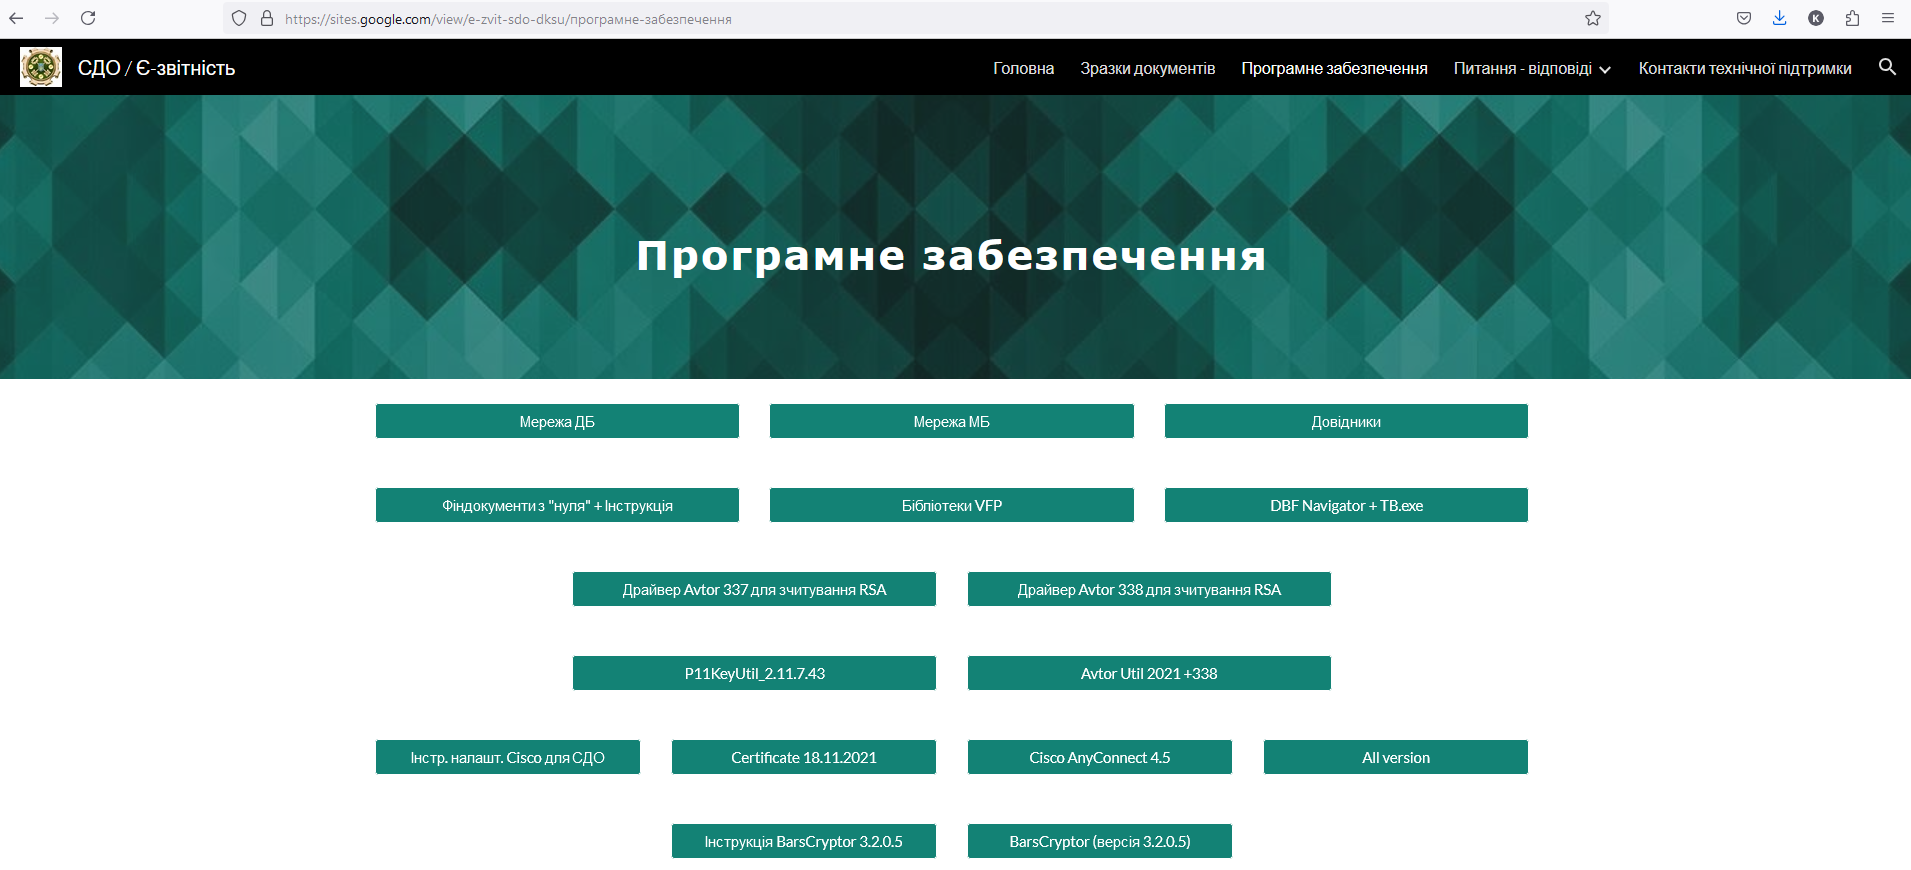 https://sites.google.com/view/e-zvit-sdo-dksu/програмне-забезпечення
K
СДО / Є-звітність
Головна
Зразки документів
Програмне забезпечення
Питання - відповіді
Контакти технічної підтримки
Програмне забезпечення
Мережа ДБ
Мережа МБ
Довідники
Фіндокументи з "нуля" + Інструкція
Бібліотеки VFP
DBF Navigator + TB.exe
Драйвер Avtor 337 для зчитування RSA
Драйвер Avtor 338 для зчитування RSA
P11KeyUtil_2.11.7.43
Avtor Util 2021 +338
Інстр. налашт. Cisco для СДО
Certificate 18.11.2021
Cisco AnyConnect 4.5
All version
Інструкція BarsCryptor 3.2.0.5
BarsCryptor (версія 3.2.0.5)